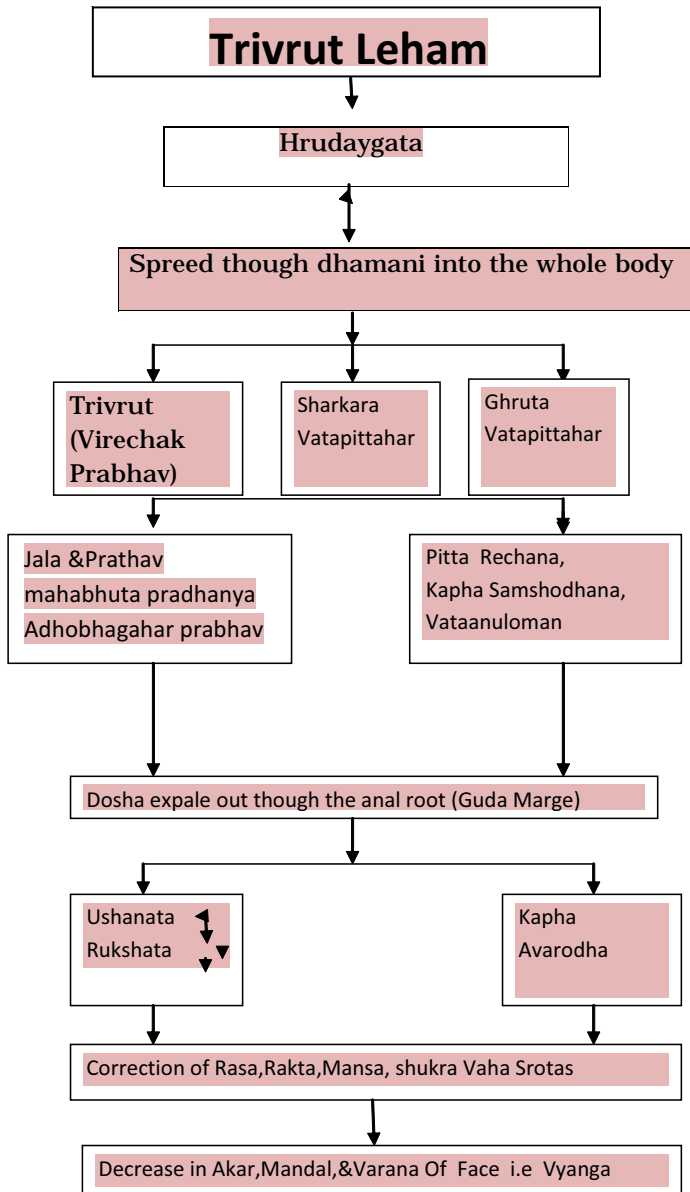 Trivrut Leham
Hrudaygata
Spreed though dhamani into the whole body
Trivrut
(Virechak
Prabhav)
Sharkara
Vatapittahar
Ghruta
Vatapittahar
Jala &Prathav
mahabhuta pradhanya
Adhobhagahar prabhav
Pitta Rechana,
Kapha Samshodhana,
Vataanuloman
Dosha expale out though the anal root (Guda Marge)
Ushanata
Rukshata
Kapha
Avarodha
Correction of Rasa,Rakta,Mansa, shukra Vaha Srotas
Decrease in Akar,Mandal,&Varana Of Face i.e Vyanga